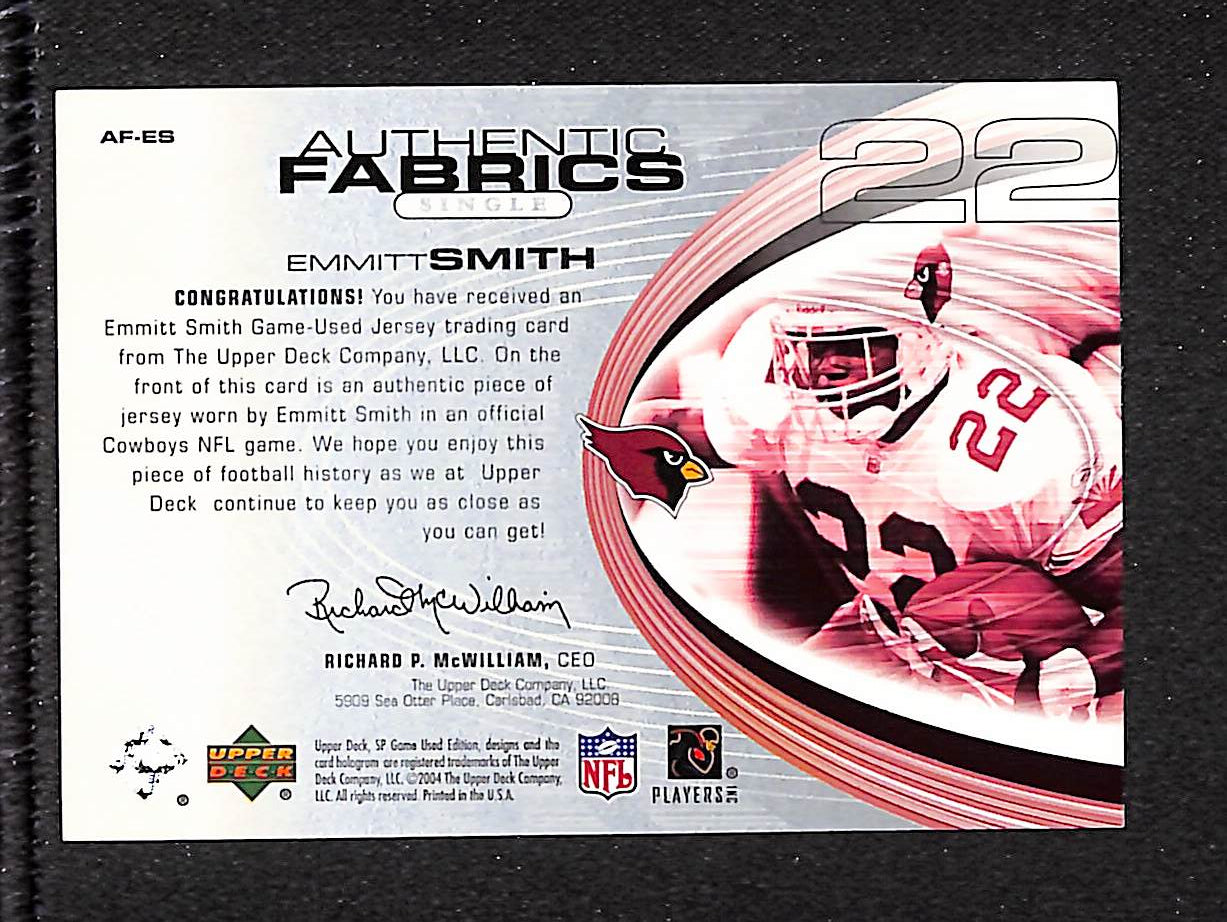 AF-ES
AUTHENTIC
FABRICS
SINGLE
22
EMMITT SMITH
CONGRATULATIONS! You have received an
Emmitt Smith Game-Used Jersey trading card
from The Upper Deck Company, LLC. On the
front of this card is an authentic piece of
jersey worn by Emmitt Smith in an official
Cowboys NFL game. We hope you enjoy this
piece of football history as we at Upper
Deck continue to keep you as close as
you can get!
22
22
Richard McWilliam
RICHARD P. McWILLIAM, CEO
The Upper Deck Company, LLC
5909 Sea Otter Place, Carlsbad, CA 92008
UPPER
DECK
®
®
Upper Deck, SP Game Used Edition, designs and the
card hologram are registered trademarks of The Upper
Deck Company, LLC. ©2004 The Upper Deck Company,
LLC. All rights reserved. Printed in the U.S.A.
NFL
PLAYERS INC
®